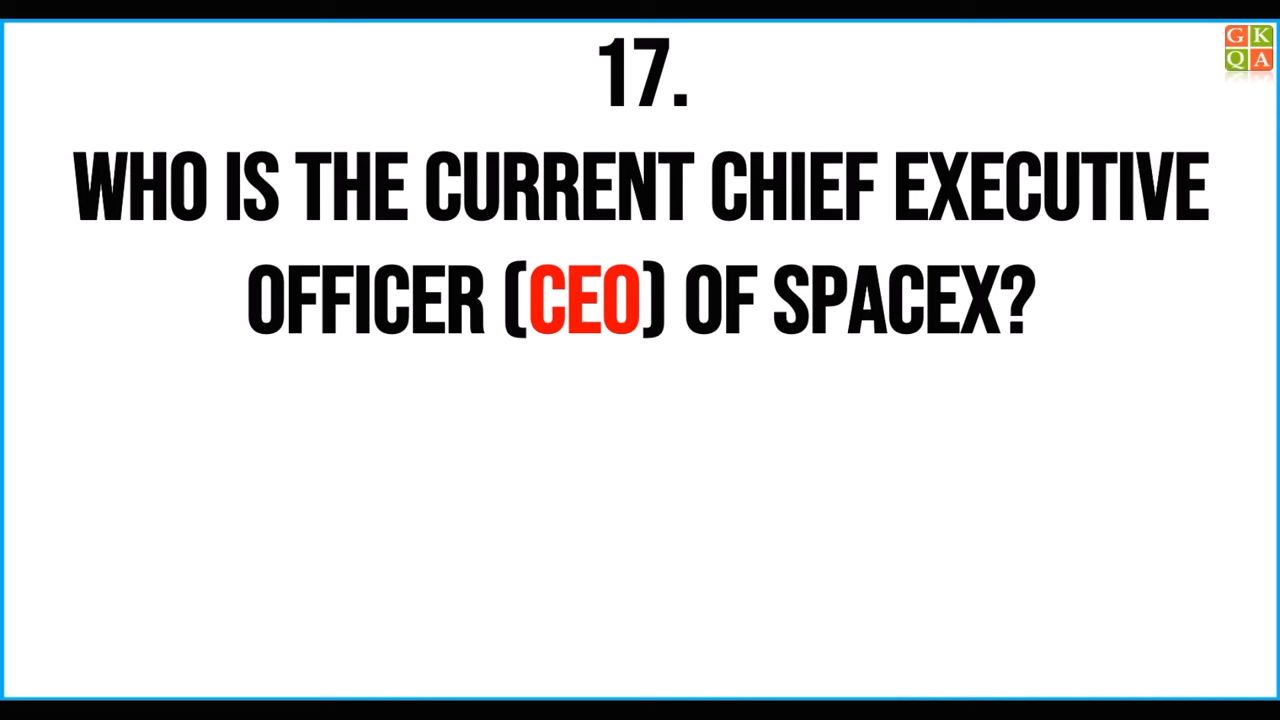 G K
Q A
17.
WHO IS THE CURRENT CHIEF EXECUTIVE
OFFICER (CEO) OF SPACEX?